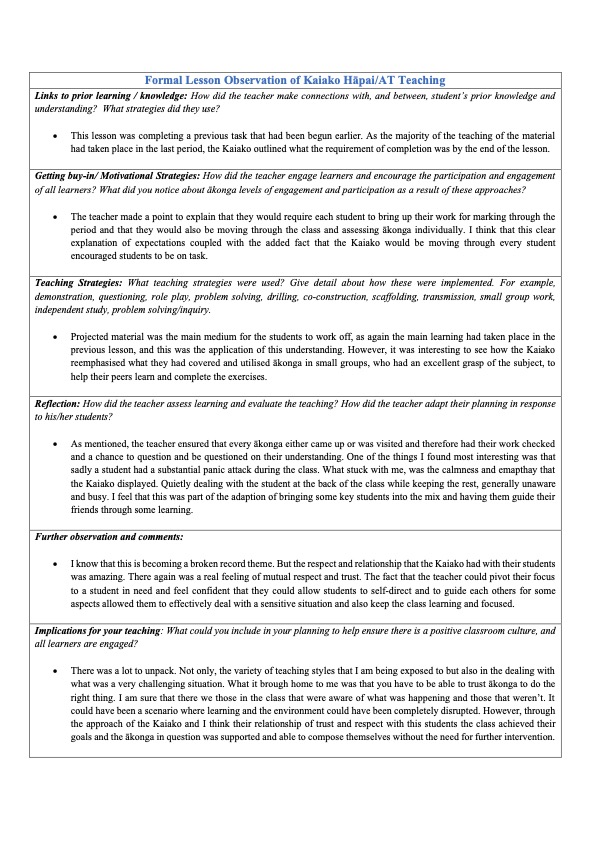 Formal Lesson Observation of Kaiako Hāpai/AT Teaching
Links to prior learning / knowledge: How did the teacher make connections with, and between, student's prior knowledge and
understanding? What strategies did they use?
• This lesson was completing a previous task that had been begun earlier. As the majority of the teaching of the material
had taken place in the last period, the Kaiako outlined what the requirement of completion was by the end of the lesson.
Getting buy-in/ Motivational Strategies: How did the teacher engage learners and encourage the participation and engagement
of all learners? What did you notice about ākonga levels of engagement and participation as a result of these approaches?
• The teacher made a point to explain that they would require each student to bring up their work for marking through the
period and that they would also be moving through the class and assessing ākonga individually. I think that this clear
explanation of expectations coupled with the added fact that the Kaiako would be moving through every student
encouraged students to be on task.
Teaching Strategies: What teaching strategies were used? Give detail about how these were implemented. For example,
demonstration, questioning, role play, problem solving, drilling, co-construction, scaffolding, transmission, small group work,
independent study, problem solving/inquiry.
• Projected material was the main medium for the students to work off, as again the main learning had taken place in the
previous lesson, and this was the application of this understanding. However, it was interesting to see how the Kaiako
reemphasised what they had covered and utilised ākonga in small groups, who had an excellent grasp of the subject, to
help their peers learn and complete the exercises.
Reflection: How did the teacher assess learning and evaluate the teaching? How did the teacher adapt their planning in response
to his/her students?
• As mentioned, the teacher ensured that every ākonga either came up or was visited and therefore had their work checked
and a chance to question and be questioned on their understanding. One of the things I found most interesting was that
sadly a student had a substantial panic attack during the class. What stuck with me, was the calmness and emapthay that
the Kaiako displayed. Quietly dealing with the student at the back of the class while keeping the rest, generally unaware
and busy. I feel that this was part of the adaption of bringing some key students into the mix and having them guide their
friends through some learning.
Further observation and comments:
• I know that this is becoming a broken record theme. But the respect and relationship that the Kaiako had with their students
was amazing. There again was a real feeling of mutual respect and trust. The fact that the teacher could pivot their focus
to a student in need and feel confident that they could allow students to self-direct and to guide each others for some
aspects allowed them to effectively deal with a sensitive situation and also keep the class learning and focused.
Implications for your teaching: What could you include in your planning to help ensure there is a positive classroom culture, and
all learners are engaged?
• There was a lot to unpack. Not only, the variety of teaching styles that I am being exposed to but also in the dealing with
what was a very challenging situation. What it brough home to me was that you have to be able to trust ākonga to do the
right thing. I am sure that there we those in the class that were aware of what was happening and those that weren't. It
could have been a scenario where learning and the environment could have been completely disrupted. However, through
the approach of the Kaiako and I think their relationship of trust and respect with this students the class achieved their
goals and the ākonga in question was supported and able to compose themselves without the need for further intervention.